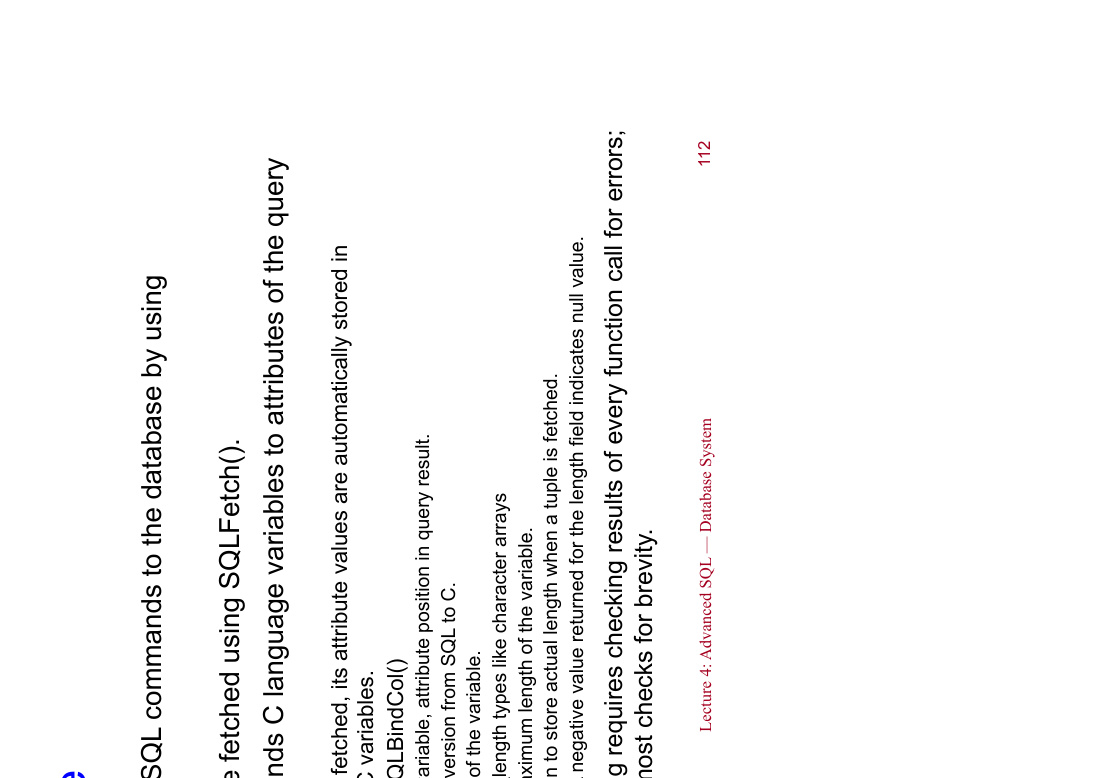 e
SQL commands to the database by using
e fetched using SQLFetch().
nds C language variables to attributes of the query
fetched, its attribute values are automatically stored in
C variables.
QLBindCol()
ariable, attribute position in query result.
version from SQL to C.
of the variable.
length types like character arrays
ximum length of the variable.
n to store actual length when a tuple is fetched.
negative value returned for the length field indicates null value.
g requires checking results of every function call for errors;
most checks for brevity.
Lecture 4: Advanced SQL — Database System 112